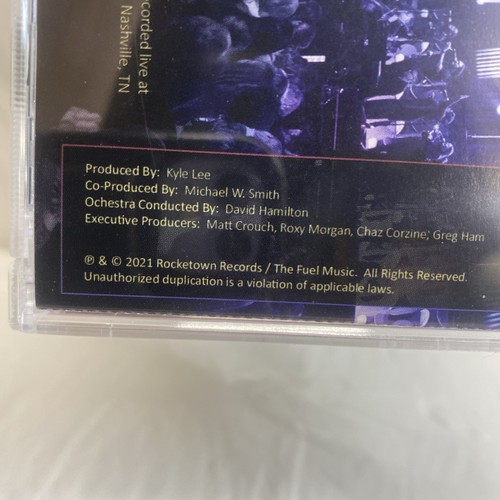 corded live at
Nashville, TN
Produced By: Kyle Lee
Co-Produced By: Michael W. Smith
Ochestra Conducted By: David Hamilton
Executive Producers: Matt Crouch, Roxy Morgan, Chaz Corzine, Greg Ham
℗ & © 2021 Rocketown Records / The Fuel Music. All Rights Reserved.
Unauthorized duplication is a violation of applicable laws.